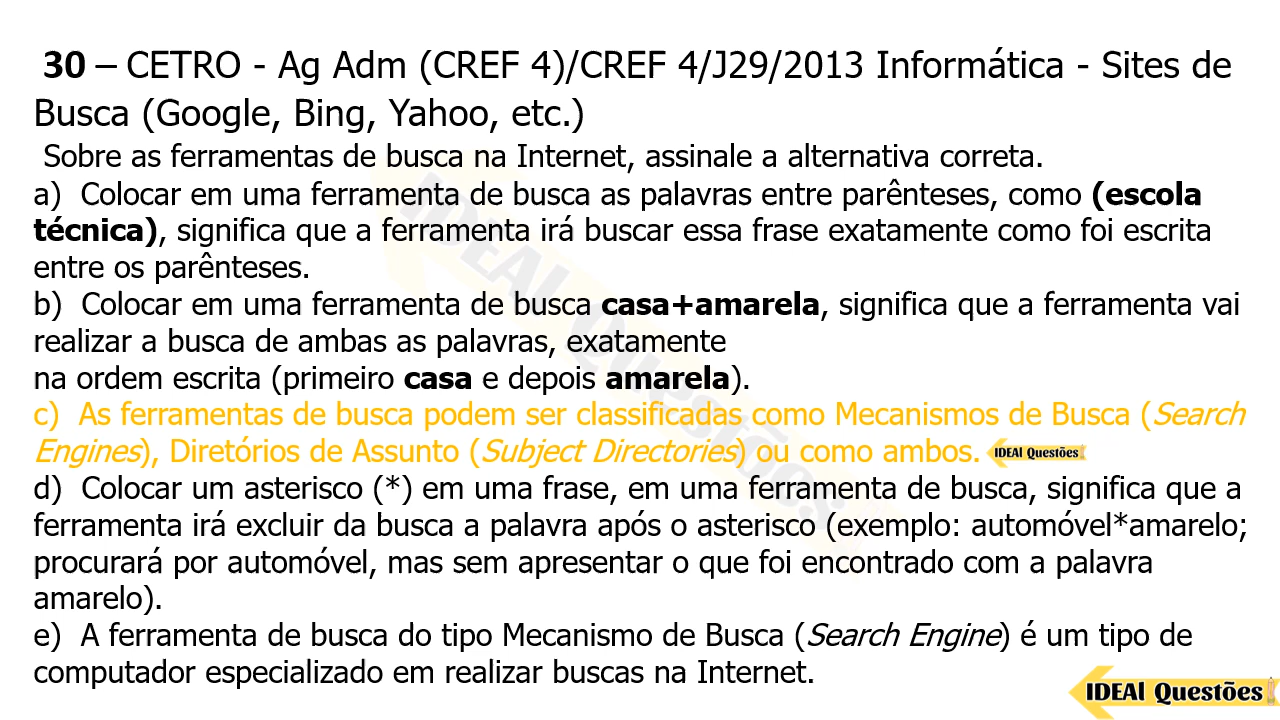 30 – CETRO - Ag Adm (CREF 4)/CREF 4/J29/2013 Informática - Sites de
Busca (Google, Bing, Yahoo, etc.)
Sobre as ferramentas de busca na Internet, assinale a alternativa correta.
a) Colocar em uma ferramenta de busca as palavras entre parênteses, como (escola
técnica), significa que a ferramenta irá buscar essa frase exatamente como foi escrita
entre os parênteses.
b) Colocar em uma ferramenta de busca casa+amarela, significa que a ferramenta vai
realizar a busca de ambas as palavras, exatamente
na ordem escrita (primeiro casa e depois amarela).
c) As ferramentas de busca podem ser classificadas como Mecanismos de Busca (Search
Engines), Diretórios de Assunto (Subject Directories) ou como ambos. IDEAl Questões
d) Colocar um asterisco (*) em uma frase, em uma ferramenta de busca, significa que a
ferramenta irá excluir da busca a palavra após o asterisco (exemplo: automóvel*amarelo;
procurará por automóvel, mas sem apresentar o que foi encontrado com a palavra
amarelo).
e) A ferramenta de busca do tipo Mecanismo de Busca (Search Engine) é um tipo de
computador especializado em realizar buscas na Internet.
IDEAl Questões
IDEAl Questões